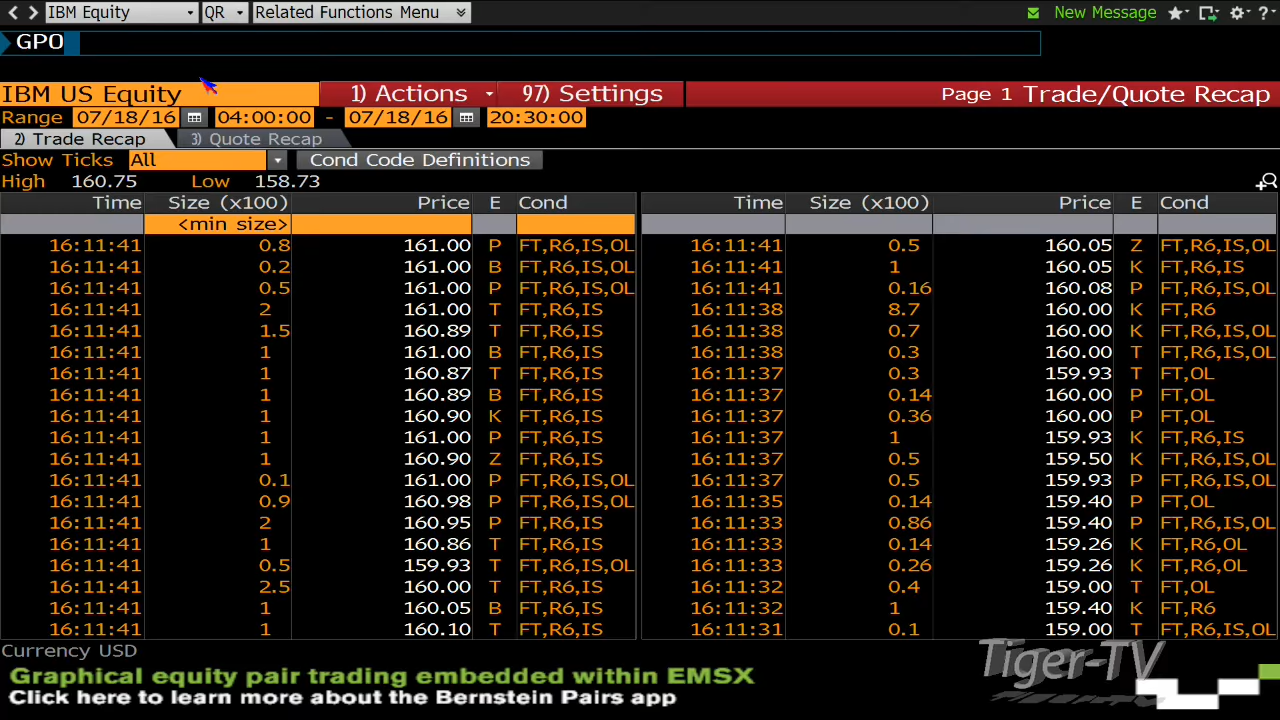 IBM Equity QR Related Functions Menu New Message ?
GPO
IBM US Equity 1) Actions 97) Settings Page 1 Trade/Quote Recap
Range 07/18/16 04:00:00 - 07/18/16 20:30:00
2) Trade Recap 3) Quote Recap
Show Ticks All Cond Code Definitions
High 160.75 Low 158.73
Time Size (x100) Price E Cond Time Size (x100) Price E Cond
<min size>
16:11:41 0.8 161.00 P FT,R6,IS,OL 16:11:41 0.5 160.05 Z FT,R6,IS,OL
16:11:41 0.2 161.00 B FT,R6,IS,OL 16:11:41 1 160.05 K FT,R6,IS
16:11:41 0.5 161.00 P FT,R6,IS,OL 16:11:41 0.16 160.08 P FT,R6,IS,OL
16:11:41 2 161.00 T FT,R6,IS 16:11:38 8.7 160.00 K FT,R6
16:11:41 1.5 160.89 T FT,R6,IS 16:11:38 0.7 160.00 K FT,R6,IS,OL
16:11:41 1 161.00 B FT,R6,IS 16:11:38 0.3 160.00 T FT,R6,IS,OL
16:11:41 1 160.87 T FT,R6,IS 16:11:37 0.3 159.93 T FT,OL
16:11:41 1 160.89 B FT,R6,IS 16:11:37 0.14 160.00 P FT,OL
16:11:41 1 160.90 K FT,R6,IS 16:11:37 0.36 160.00 P FT,OL
16:11:41 1 161.00 P FT,R6,IS 16:11:37 1 159.93 K FT,R6,IS
16:11:41 1 160.90 Z FT,R6,IS 16:11:37 0.5 159.50 K FT,R6,IS,OL
16:11:41 0.1 161.00 P FT,R6,IS,OL 16:11:37 0.5 159.93 P FT,R6,IS,OL
16:11:41 0.9 160.98 P FT,R6,IS,OL 16:11:35 0.14 159.40 P FT,OL
16:11:41 2 160.95 P FT,R6,IS 16:11:33 0.86 159.40 P FT,R6,IS,OL
16:11:41 1 160.86 T FT,R6,IS 16:11:33 0.14 159.26 K FT,R6,OL
16:11:41 0.5 159.93 T FT,R6,IS,OL 16:11:33 0.26 159.26 K FT,R6,OL
16:11:41 2.5 160.00 T FT,R6,IS 16:11:32 0.4 159.00 T FT,OL
16:11:41 1 160.05 B FT,R6,IS 16:11:32 1 159.40 K FT,R6
16:11:41 1 160.10 T FT,R6,IS 16:11:31 0.1 159.00 T FT,R6,IS,OL
Currency USD
Graphical equity pair trading embedded within EMSX
Click here to learn more about the Bernstein Pairs app
Tiger-TV